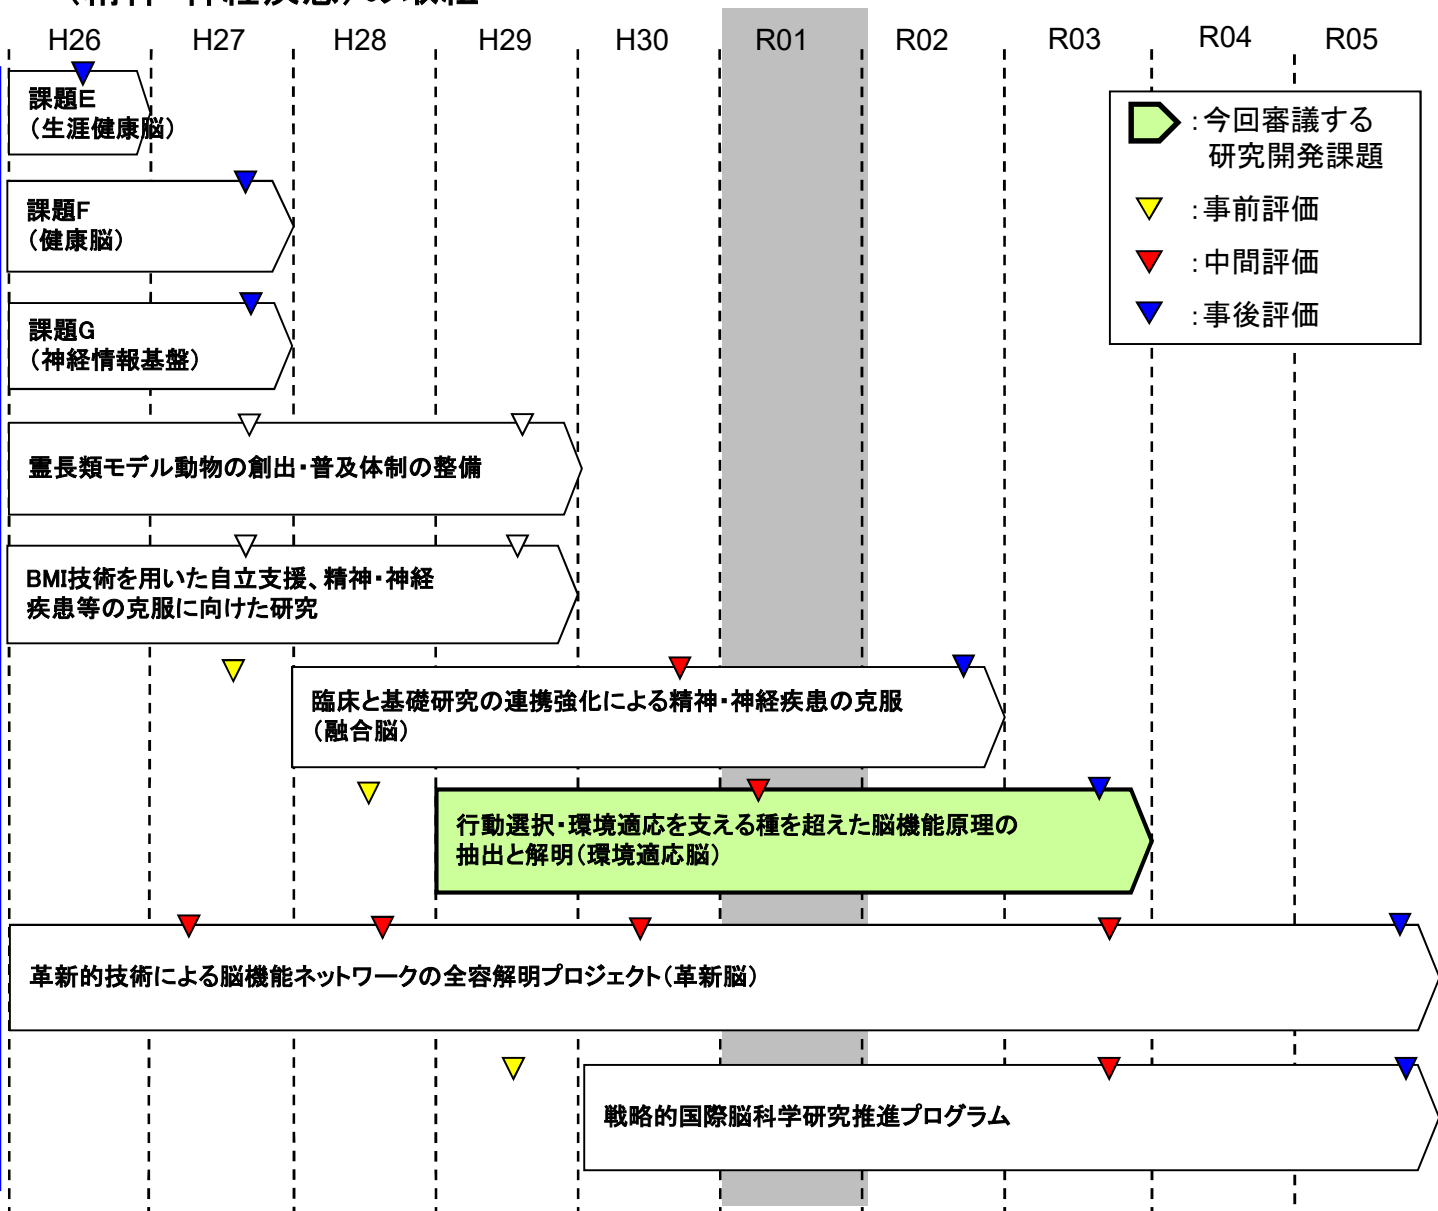 H26 H27 H28 H29 H30 R01 R02 R03 R04 R05
課題E
（生涯健康脳）
:今回審議する
研究開発課題
:事前評価
:中間評価
:事後評価
課題F
（健康脳）
課題G
（神経情報基盤）
霊長類モデル動物の創出・普及体制の整備
BMI技術を用いた自立支援、精神・神経
疾患等の克服に向けた研究
臨床と基礎研究の連携強化による精神・神経疾患の克服
（融合脳）
行動選択・環境適応を支える種を超えた脳機能原理の
抽出と解明（環境適応脳）
革新的技術による脳機能ネットワークの全容解明プロジェクト（革新脳）
戦略的国際脳科学研究推進プログラム